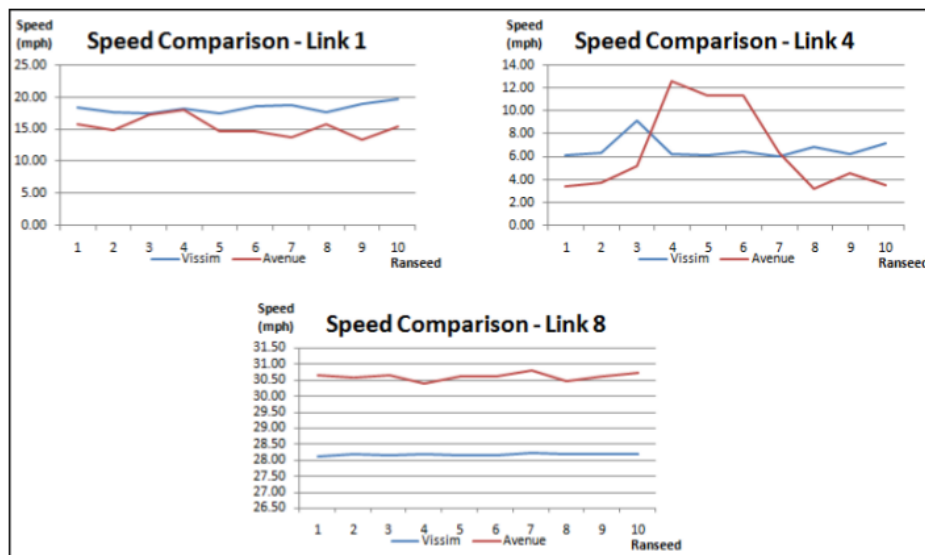 Speed
(mph)
Speed Comparison - Link 1
25.00
20.00
15.00
10.00
5.00
0.00
1 2 3 4 5 6 7 8 9 10
Vissim Avenue Ranseed
Speed
(mph)
Speed Comparison - Link 4
14.00
12.00
10.00
8.00
6.00
4.00
2.00
0.00
1 2 3 4 5 6 7 8 9 10
Vissim Avenue Ranseed
Speed
(mph)
Speed Comparison - Link 8
31.50
31.00
30.50
30.00
29.50
29.00
28.50
28.00
27.50
27.00
26.50
1 2 3 4 5 6 7 8 9 10
Vissim Avenue Ranseed